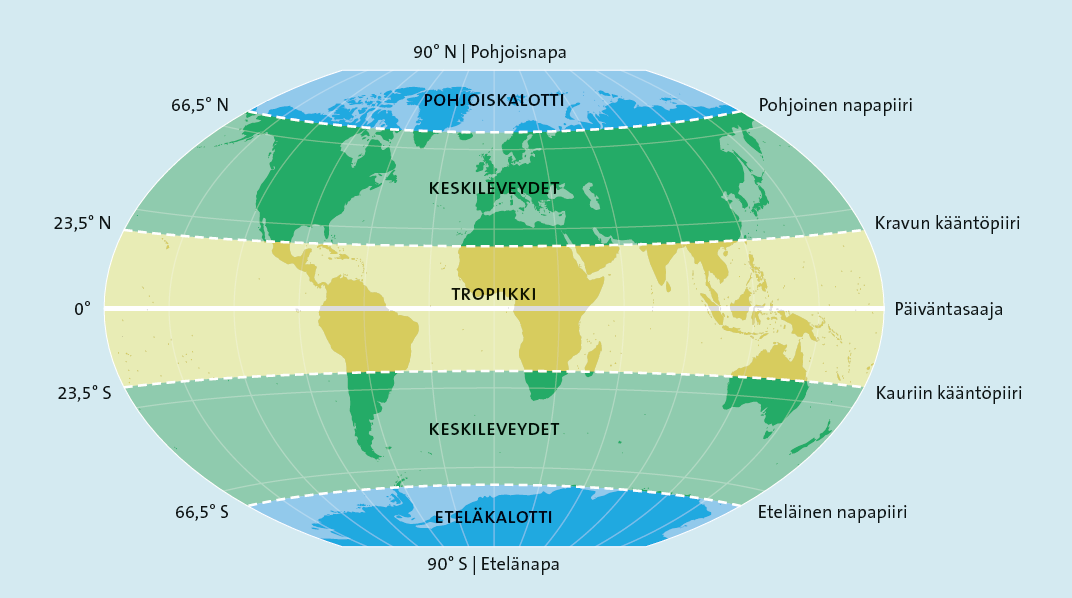 90° N | Pohjoisnapa
66,5° N
POHJOISKALOTTI
Pohjoinen napapiiri
KESKILEVEYDET
23,5° N
Kravun kääntöpiiri
TROPIIKKI
0°
Päiväntasaaja
23,5° S
Kauriin kääntöpiiri
KESKILEVEYDET
66,5° S
ETELÄKALOTTI
Eteläinen napapiiri
90° S | Etelänapa